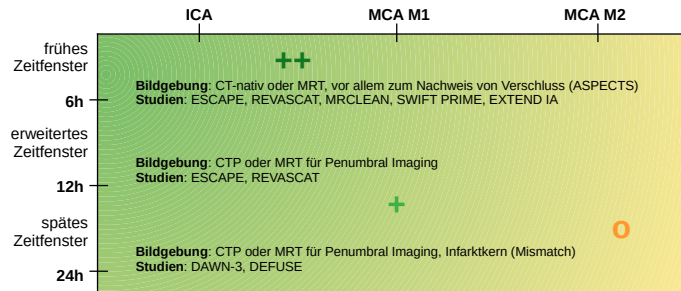 ICA MCA M1 MCA M2
frühes
Zeitfenster
++
Bildgebung: CT-nativ oder MRT, vor allem zum Nachweis von Verschluss (ASPECTS)
6h
Studien: ESCAPE, REVASCAT, MRCLEAN, SWIFT PRIME, EXTEND IA
erweitertes
Zeitfenster
Bildgebung: CTP oder MRT für Penumbral Imaging
Studien: ESCAPE, REVASCAT
12h
+
spätes
Zeitfenster
o
Bildgebung: CTP oder MRT für Penumbral Imaging, Infarktkern (Mismatch)
Studien: DAWN-3, DEFUSE
24h